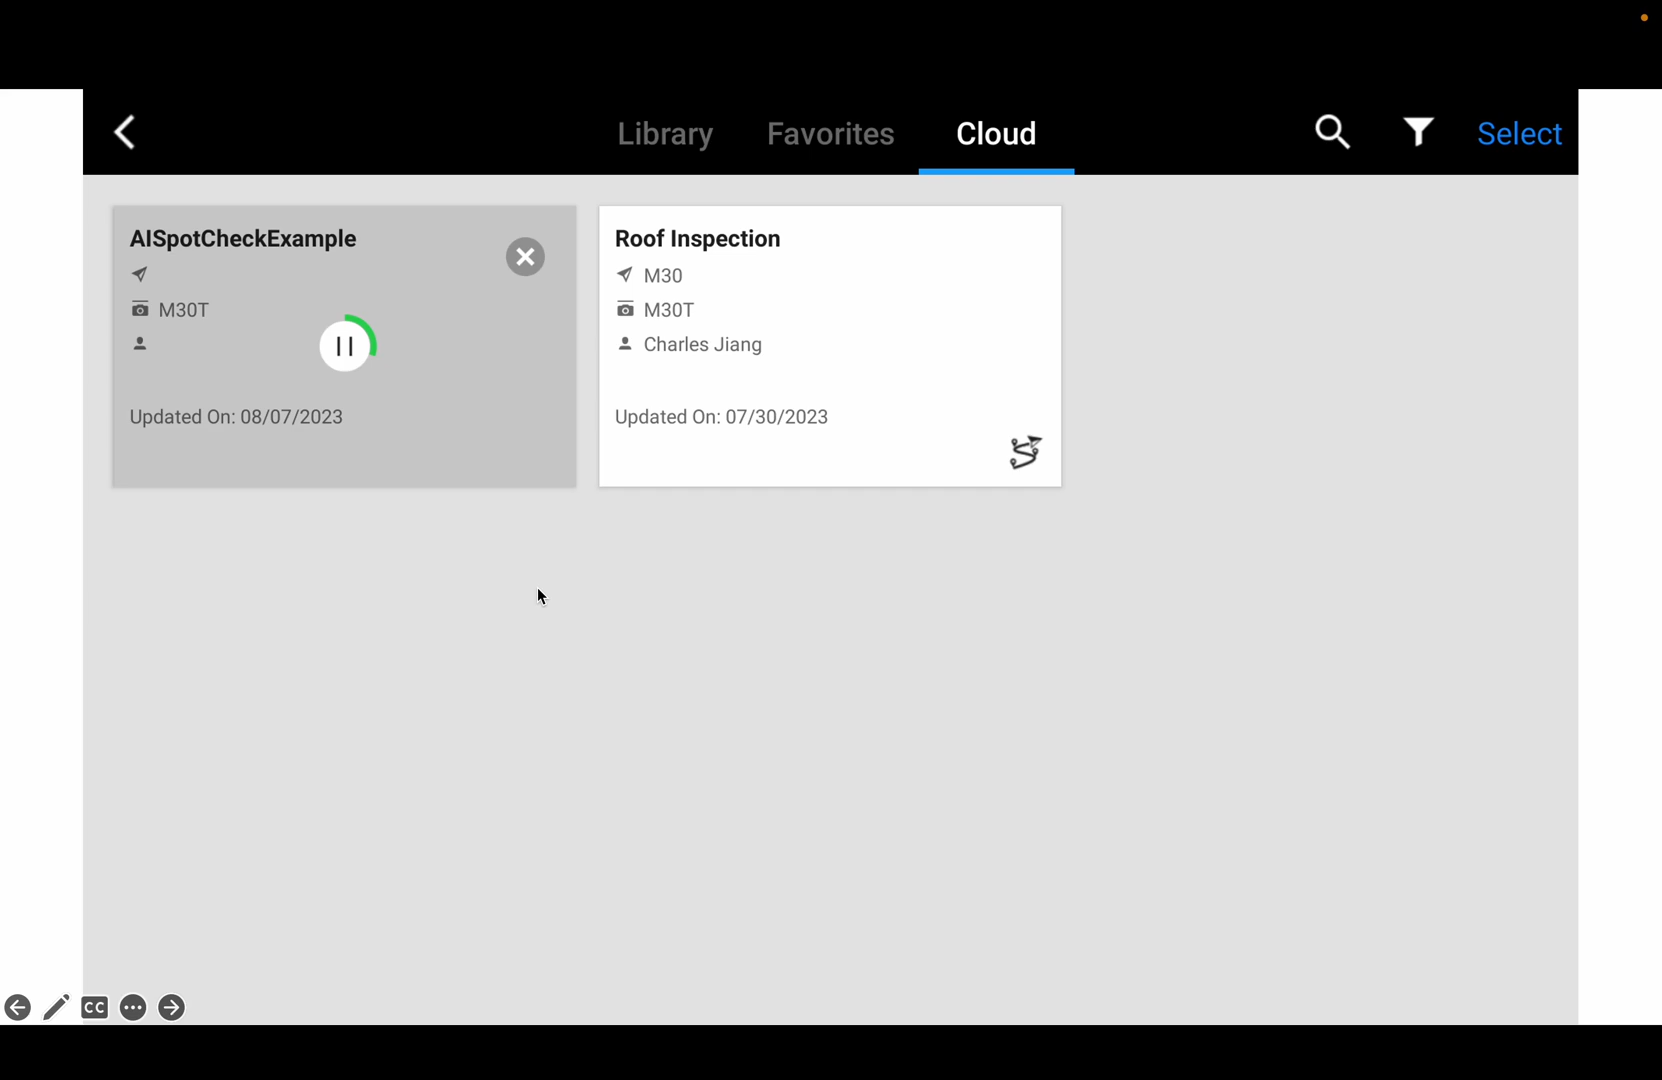 Library Favorites Cloud Select
AISpotCheckExample
M30T
Updated On: 08/07/2023
Roof Inspection
M30
M30T
Charles Jiang
Updated On: 07/30/2023
CC